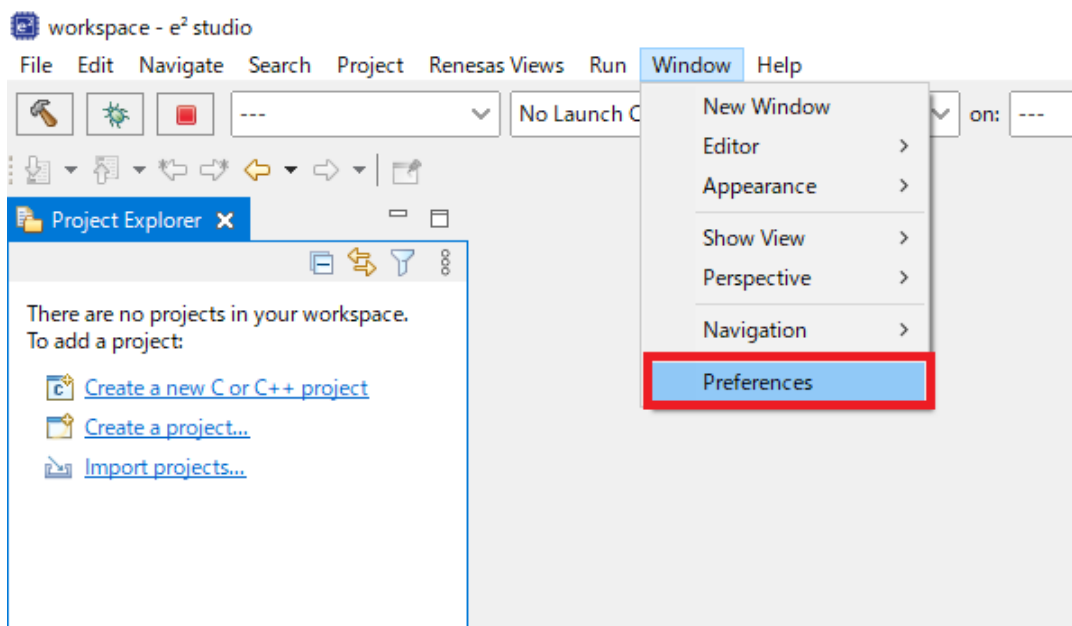 workspace - e² studio
File Edit Navigate Search Project Renesas Views Run Window Help
--- No Launch C on: ---
New Window
Editor
Appearance
Show View
Perspective
Navigation
Preferences
Project Explorer
There are no projects in your workspace.
To add a project:
Create a new C or C++ project
Create a project...
Import projects...